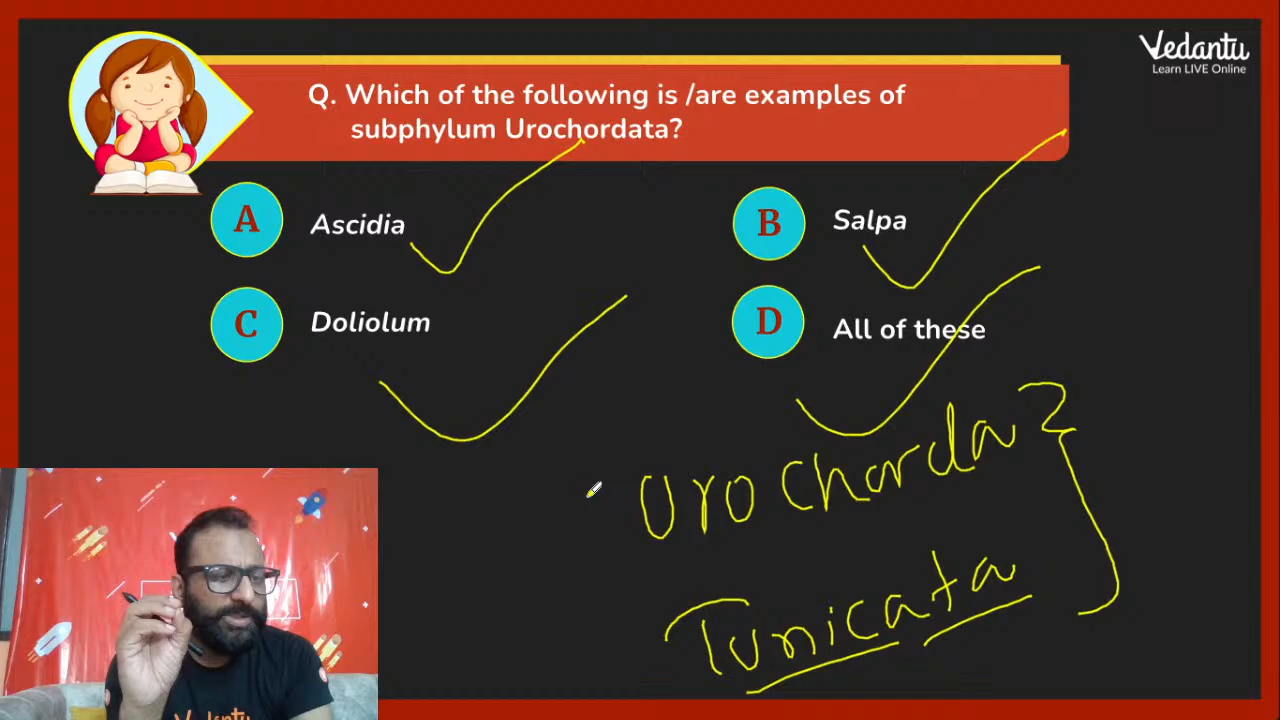 Vedantu
Learn LIVE Online
Q. Which of the following is /are examples of
subphylum Urochordata?
A Ascidia
B Salpa
C Doliolum
D All of these
Urochorda
Tunicata
Vedantu